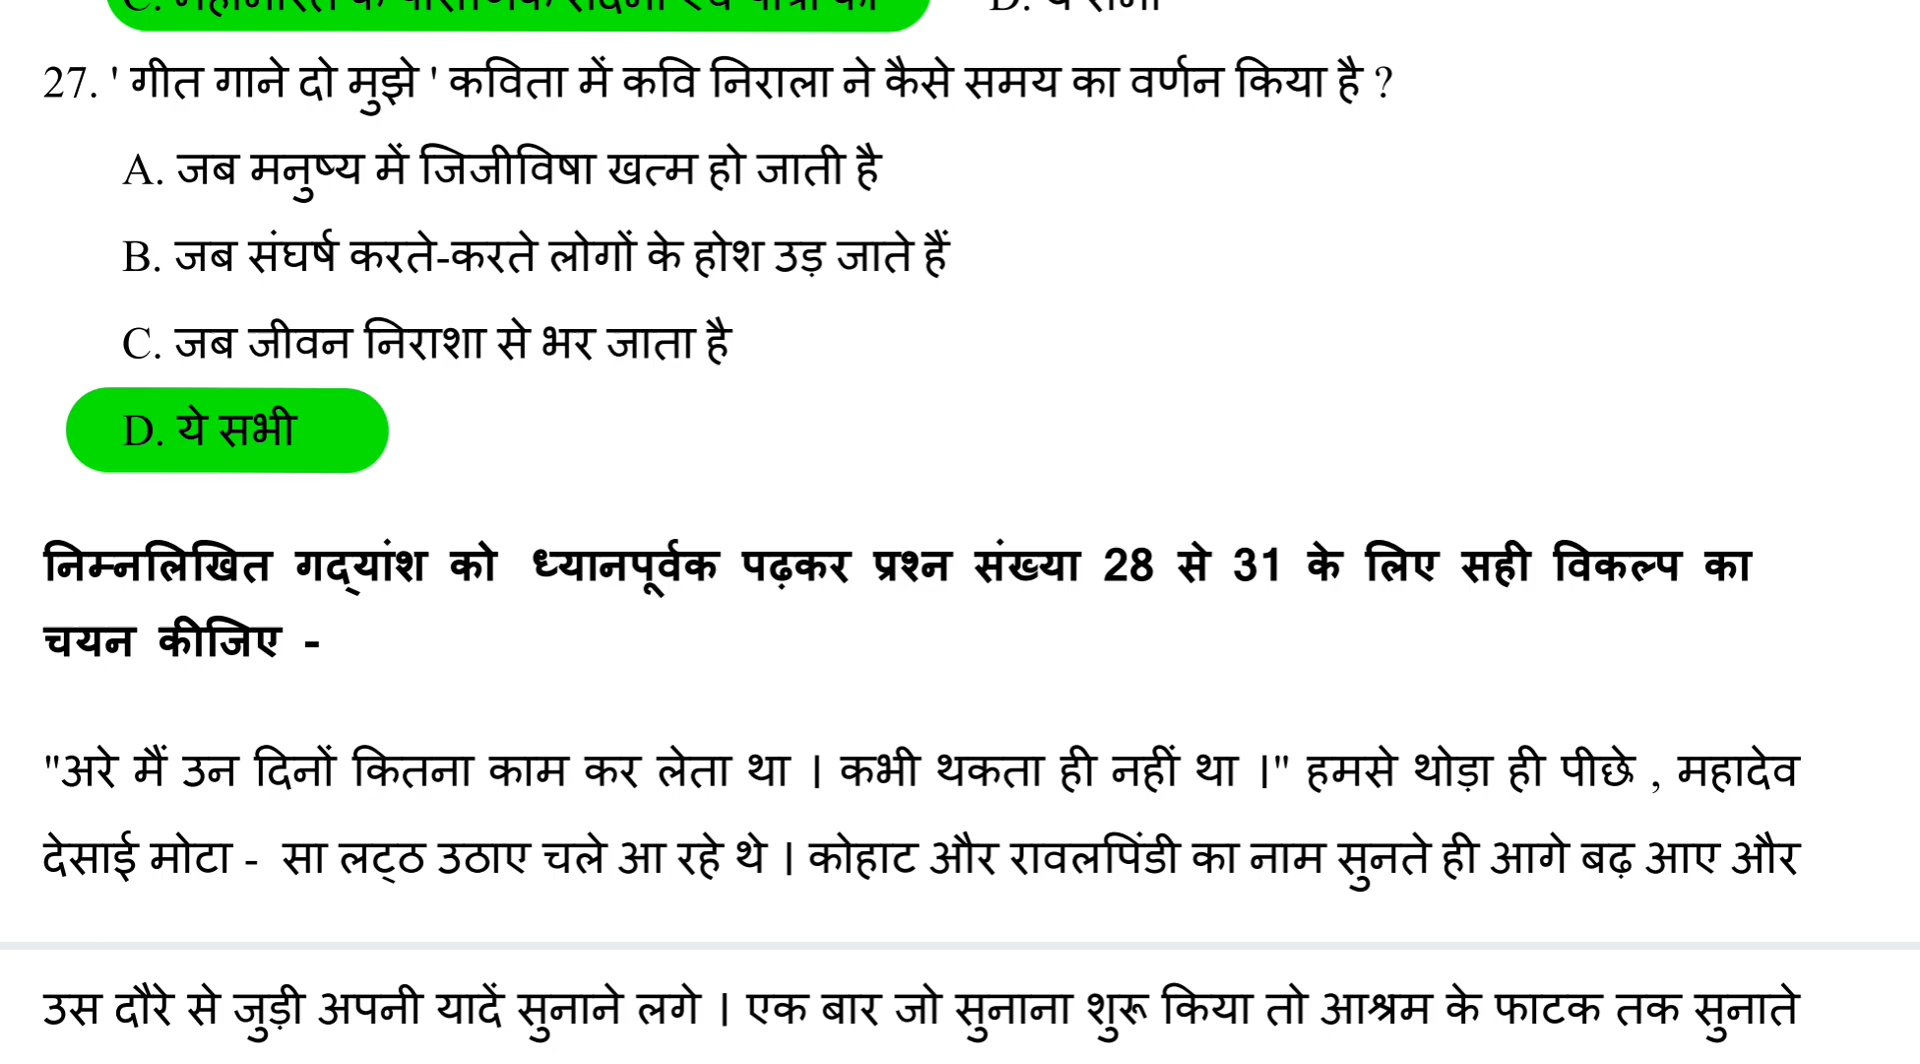 27. ' गीत गाने दो मुझे ' कविता में कवि निराला ने कैसे समय का वर्णन किया है ?
A. जब मनुष्य में जिजीविषा खत्म हो जाती है
B. जब संघर्ष करते-करते लोगों के होश उड़ जाते हैं
C. जब जीवन निराशा से भर जाता है
D. ये सभी
निम्नलिखित गद्यांश को ध्यानपूर्वक पढ़कर प्रश्न संख्या 28 से 31 के लिए सही विकल्प का
चयन कीजिए -
"अरे मैं उन दिनों कितना काम कर लेता था । कभी थकता ही नहीं था ।" हमसे थोड़ा ही पीछे , महादेव
देसाई मोटा - सा लट्ठ उठाए चले आ रहे थे । कोहाट और रावलपिंडी का नाम सुनते ही आगे बढ़ आए और
उस दौरे से जुड़ी अपनी यादें सुनाने लगे । एक बार जो सुनाना शुरू किया तो आश्रम के फाटक तक सुनाते